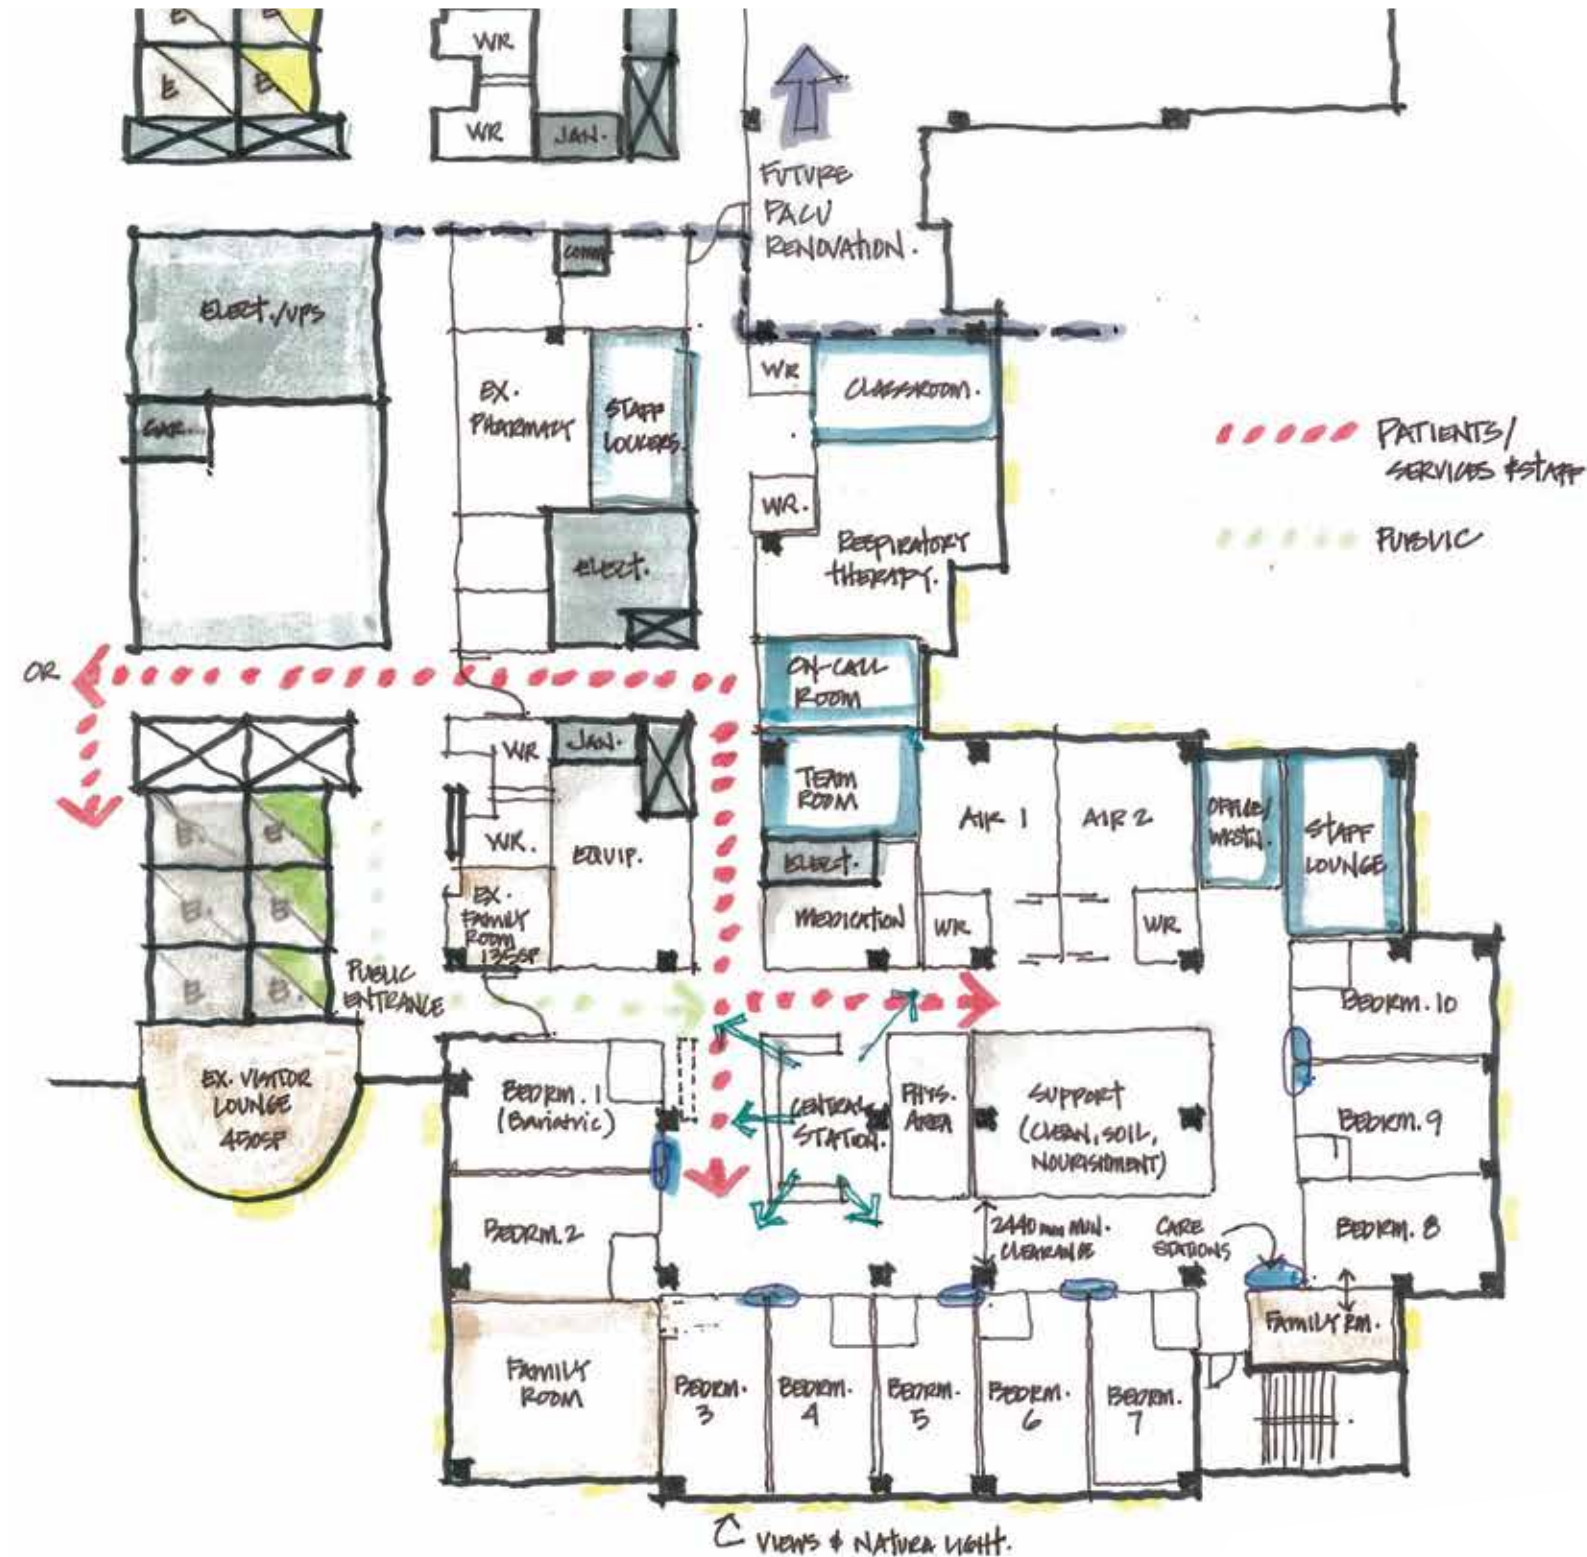 E
E
E
E
WR
WR
JAN.
FUTURE
PACU
RENOVATION.
COMM
ELECT./UPS
EX.
PHARMACY
STAFF
LOCKERS.
WR
CLASSROOM.
PATIENTS/
SERVICES & STAFF
PUBLIC
WR.
RESPIRATORY
THERAPY.
ELECT.
OR
ON-CALL
ROOM
WR
JAN.
TEAM
ROOM
AIR 1
AIR 2
OFFICE/
STAFF
LOUNGE
E.
E.
WR.
EQUIP.
ELECT.
EX.
FAMILY
ROOM
135SF
MEDICATION
WR
WR
E.
E.
E.
E.
PUBLIC
ENTRANCE
BEDRM. 10
EX. VISITOR
LOUNGE
450SF
BEDRM. 1
(Bariatric)
CENTRAL
STATION.
PHYS.
AREA
SUPPORT
(CLEAN, SOIL,
NOURISHMENT)
BEDRM. 9
BEDRM. 2
2440mm MIN.
CLEARANCE
CARE
STATIONS
BEDRM. 8
FAMILY RM.
FAMILY
ROOM
BEDRM.
3
BEDRM.
4
BEDRM.
5
BEDRM.
6
BEDRM.
7
VIEWS & NATURA LIGHT.